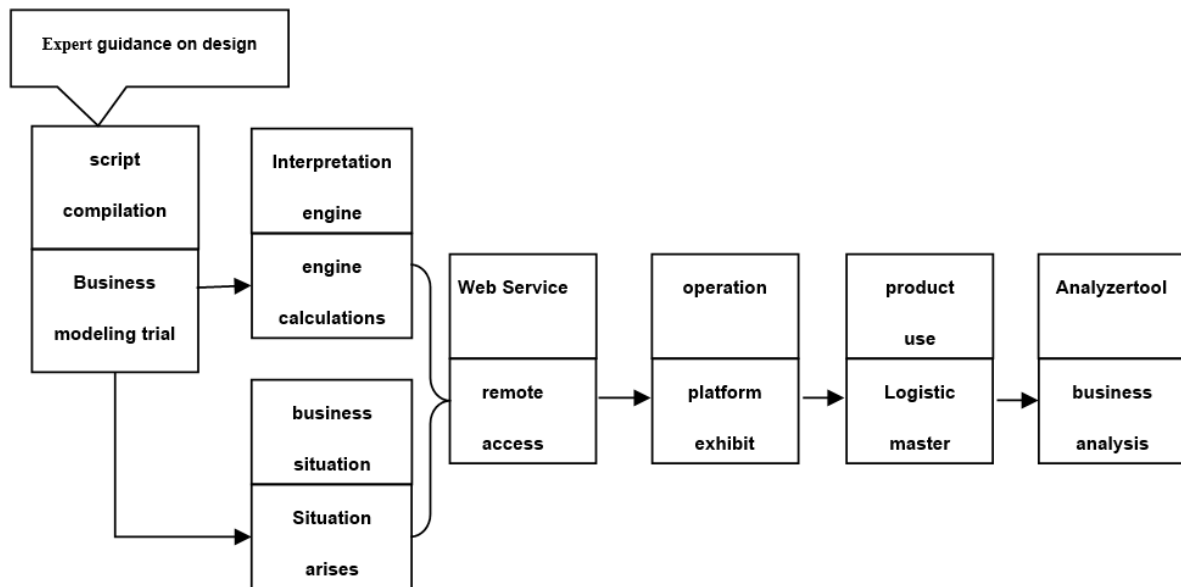 Expert guidance on design
script
compilation
Business
modeling trial
Interpretation
engine
engine
calculations
business
situation
Situation
arises
Web Service
remote
access
operation
platform
exhibit
product
use
Logistic
master
Analyzertool
business
analysis